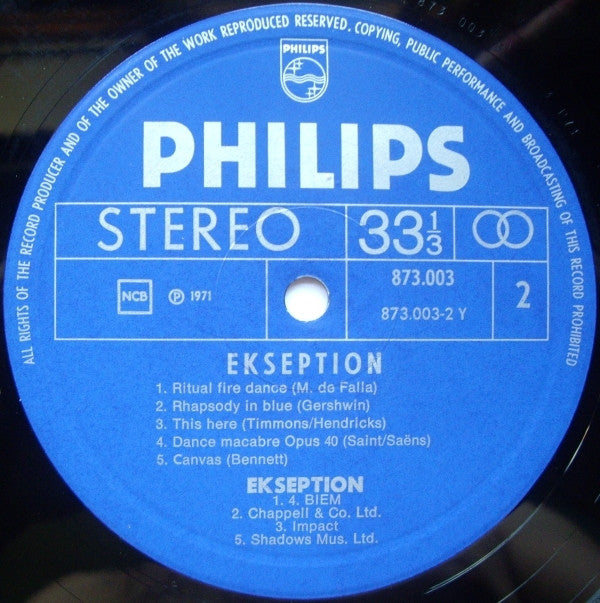 ALL RIGHTS OF THE RECORD PRODUCER AND OF THE OWNER OF THE WORK REPRODUCED RESERVED. COPYING, PUBLIC PERFORMANCE AND BROADCASTING OF THIS RECORD PROHIBITED
PHILIPS
PHILIPS
STEREO 33 1/3
NCB ℗ 1971 873.003 2
873.003-2 Y
EKSEPTION
1. Ritual fire dance (M. de Falla)
2. Rhapsody in blue (Gershwin)
3. This here (Timmons/Hendricks)
4. Dance macabre Opus 40 (Saint/Saëns)
5. Canvas (Bennett)
EKSEPTION
1. 4. BIEM
2. Chappell & Co. Ltd.
3. Impact
5. Shadows Mus. Ltd.